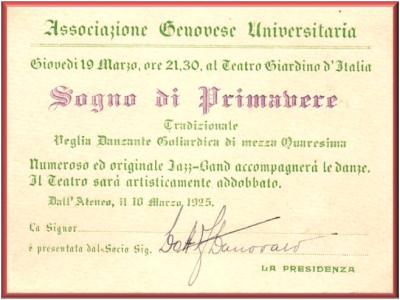 Associazione Genovese Universitaria
Giovedì 19 Marzo, ore 21,30, al Teatro Giardino d'Italia
Sogno di Primavere
Tradizionale
Veglia Danzante Goliardica di mezza Quaresima
Numeroso ed originale Jazz-Band accompagnerà le danze.
Il Teatro sarà artisticamente addobbato.
Dall'Ateneo, il 10 Marzo, 1925.
La Signor
è presentata dal Socio Sig.
LA PRESIDENZA